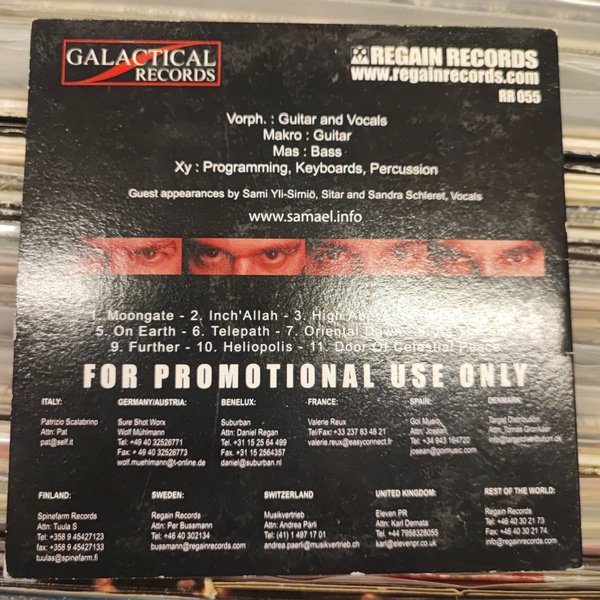 GALACTICAL
RECORDS
REGAIN RECORDS
www.regainrecords.com
RR 055
Vorph. : Guitar and Vocals
Makro : Guitar
Mas : Bass
Xy : Programming, Keyboards, Percussion
Guest appearances by Sami Yli-Sirniö, Sitar and Sandra Schleret, Vocals
www.samael.info
1. Moongate - 2. Inch'Allah - 3. High Above
5. On Earth - 6. Telepath - 7. Oriental Dawn
9. Further - 10. Heliopolis - 11. Door Of Celestial Peace
FOR PROMOTIONAL USE ONLY
ITALY:
Patrizio Scalabrino
Attn: Pat
pat@self.it
GERMANY/AUSTRIA:
Sure Shot Worx
Wolf Mühlmann
Tel: +49 40 32526771
Fax: + 49 40 32526773
wolf.muehlmann@t-online.de
BENELUX:
Suburban
Attn: Daniel Regan
Tel. +31 15 25 64 499
Fax. +31 15 2564357
daniel@suburban.nl
FRANCE:
Valerie Reux
Tel/Fax: +33 237 83 48 21
valerie.reux@easyconnect.fr
SPAIN:
Goi Music
Attn: Josean
Tel: +34 943 164720
josean@goimusic.com
DENMARK:
Target Distribution
Attn: Tomas Gronkær
info@targetdistribution.dk
FINLAND:
Spinefarm Records
Attn: Tuula S
Tel: +358 9 45427123
fax: +358 9 45427133
tuulas@spinefarm.fi
SWEDEN:
Regain Records
Attn: Per Bussmann
Tel: +46 40 302134
bussmann@regainrecords.com
SWITZERLAND
Musikvertrieb
Attn: Andrea Päri
Tel: (41) 1 497 17 01
andrea.paeri@musikvertrieb.ch
UNITED KINGDOM:
Eleven PR
Attn: Karl Demata
Tel: +44 7958328055
karl@elevenpr.co.uk
REST OF THE WORLD:
Regain Records
Tel: +46 40 30 21 73
Fax: +46 40 30 21 74
info@regainrecords.com